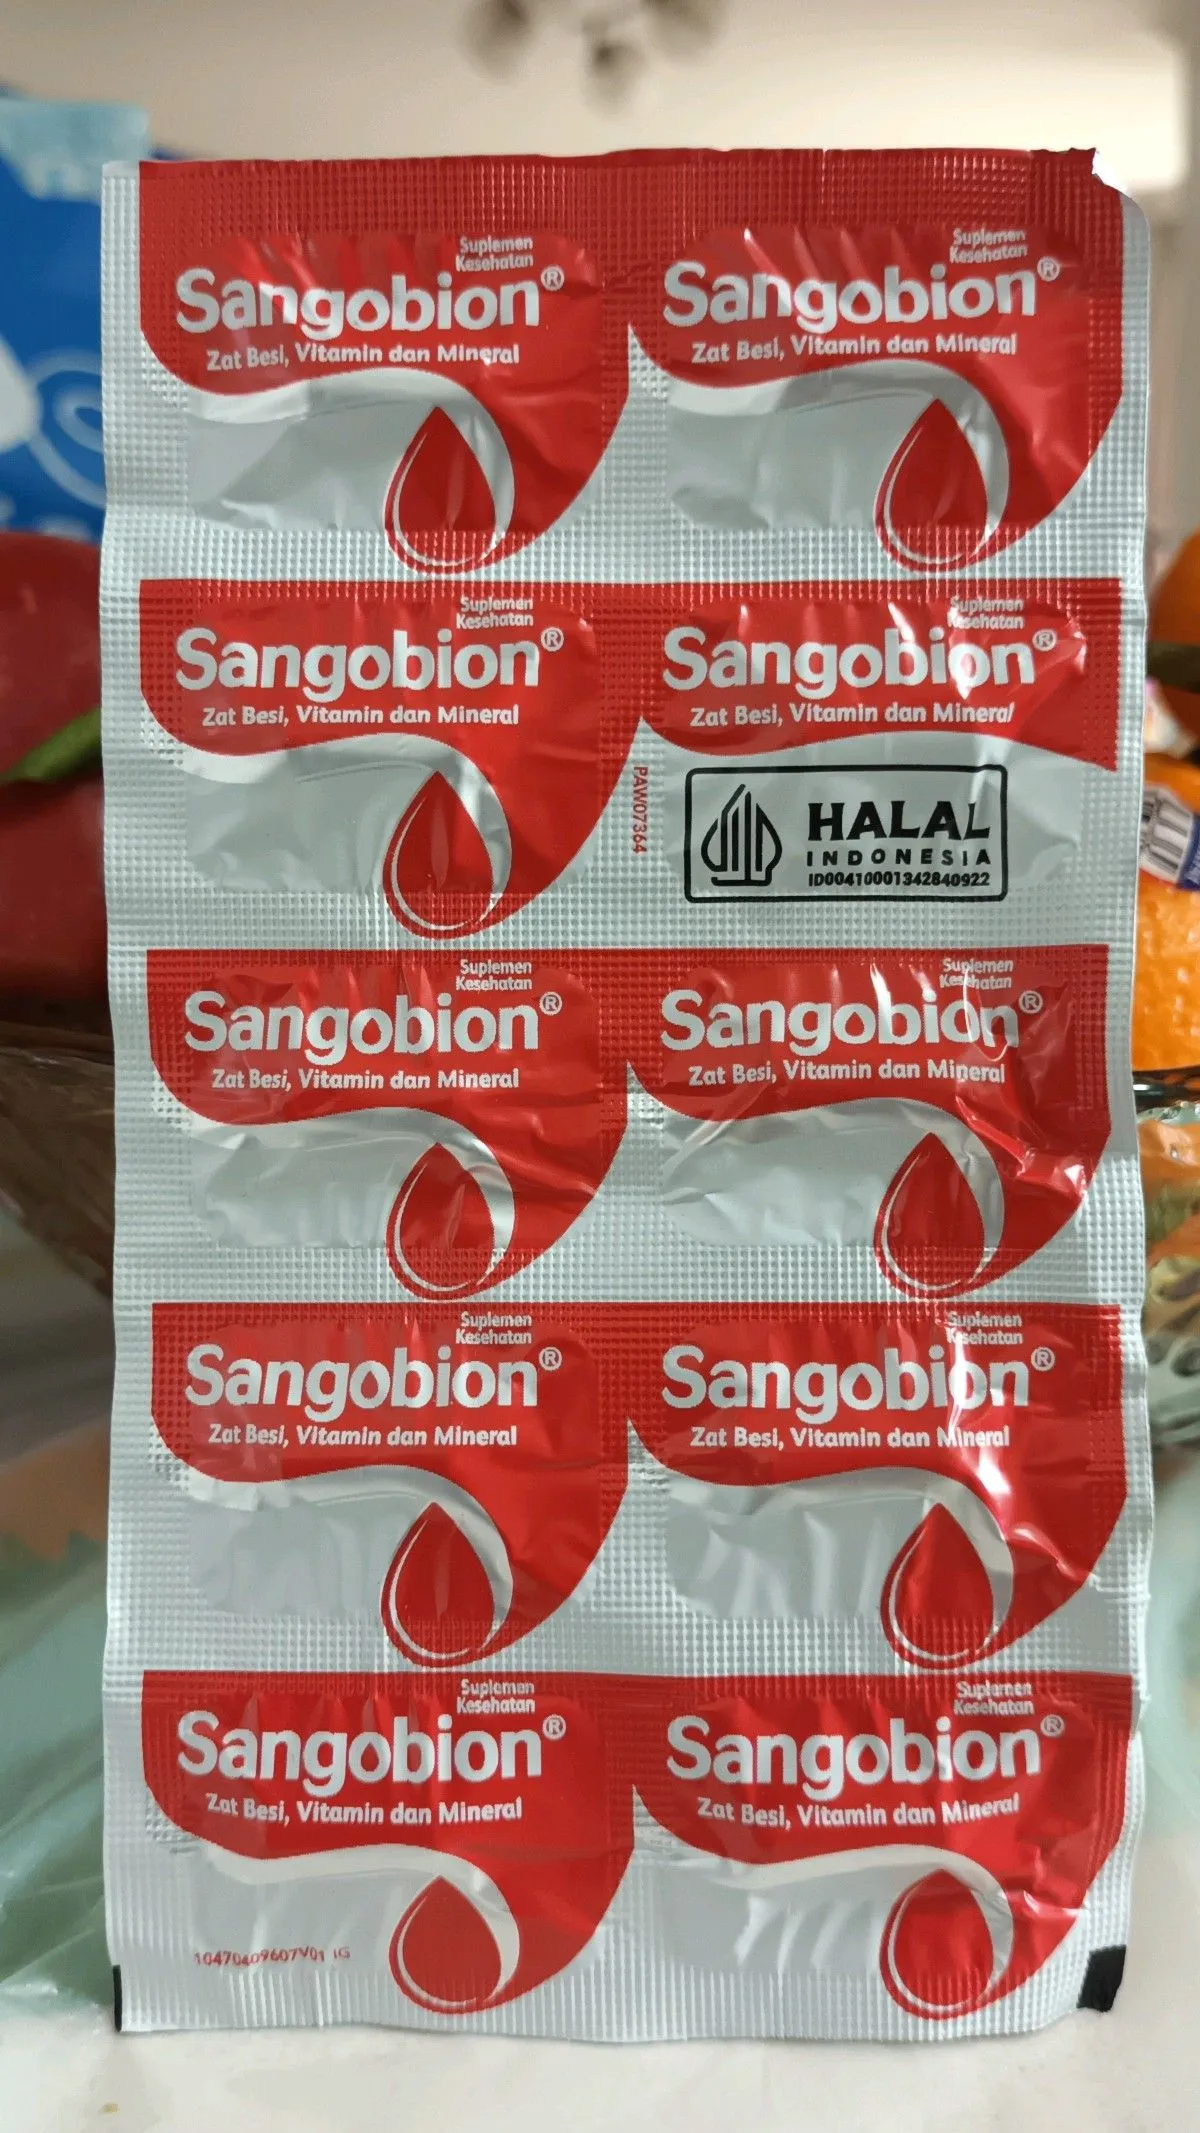 Suplemen
Kesehatan
Sangobion®
Zat Besi, Vitamin dan Mineral
Suplemen
Kesehatan
Sangobion®
Zat Besi, Vitamin dan Mineral
Suplemen
Kesehatan
Sangobion®
Zat Besi, Vitamin dan Mineral
Suplemen
Kesehatan
Sangobion®
Zat Besi, Vitamin dan Mineral
PAW07364
HALAL
INDONESIA
ID00410001342840922
Suplemen
Kesehatan
Sangobion®
Zat Besi, Vitamin dan Mineral
Suplemen
Kesehatan
Sangobion®
Zat Besi, Vitamin dan Mineral
Suplemen
Kesehatan
Sangobion®
Zat Besi, Vitamin dan Mineral
Suplemen
Kesehatan
Sangobion®
Zat Besi, Vitamin dan Mineral
Suplemen
Kesehatan
Sangobion®
Zat Besi, Vitamin dan Mineral
Suplemen
Kesehatan
Sangobion®
Zat Besi, Vitamin dan Mineral
10470409607V01 IG